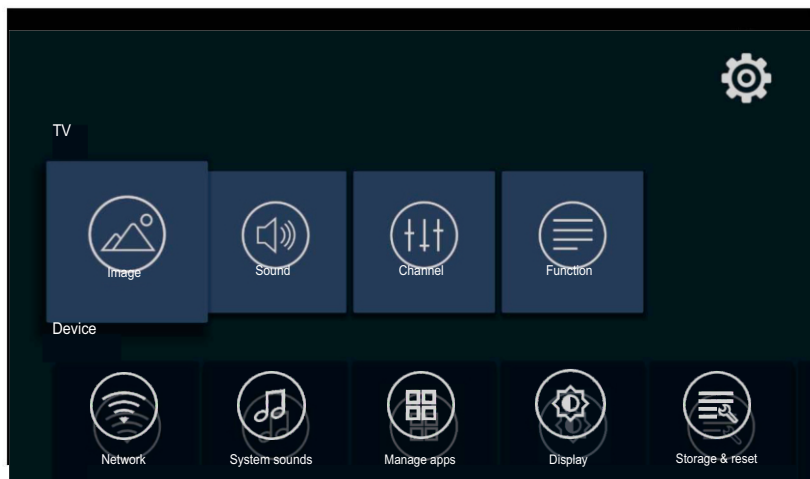 TV
Image
Sound
Channel
Function
Device
Network
System sounds
Manage apps
Display
Storage & reset